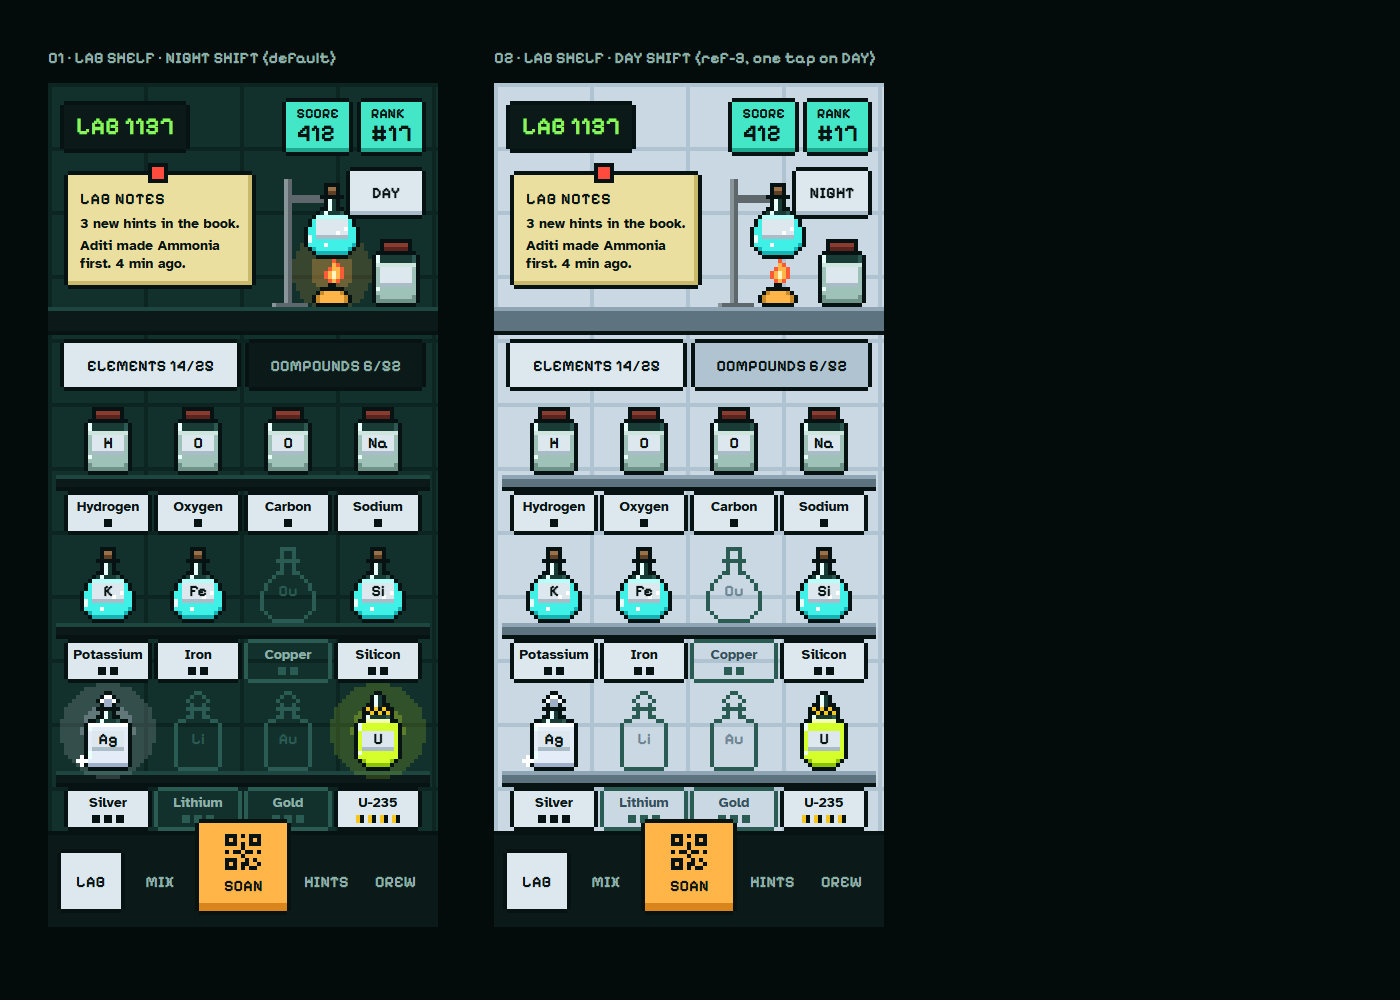 01 · LAB SHELF · NIGHT SHIFT (default)
LAB 1137
SCORE
412
RANK
#17
DAY
LAB NOTES
3 new hints in the book.
Aditi made Ammonia
first. 4 min ago.
ELEMENTS 14/28
COMPOUNDS 6/82
H
O
C
Na
Hydrogen
Oxygen
Carbon
Sodium
K
Fe
Cu
Si
Potassium
Iron
Copper
Silicon
Ag
Li
Au
U
Silver
Lithium
Gold
U-235
LAB
MIX
SCAN
HINTS
CREW
02 · LAB SHELF · DAY SHIFT (ref-3, one tap on DAY)
LAB 1137
SCORE
412
RANK
#17
NIGHT
LAB NOTES
3 new hints in the book.
Aditi made Ammonia
first. 4 min ago.
ELEMENTS 14/28
COMPOUNDS 6/82
H
O
C
Na
Hydrogen
Oxygen
Carbon
Sodium
K
Fe
Cu
Si
Potassium
Iron
Copper
Silicon
Ag
Li
Au
U
Silver
Lithium
Gold
U-235
LAB
MIX
SCAN
HINTS
CREW